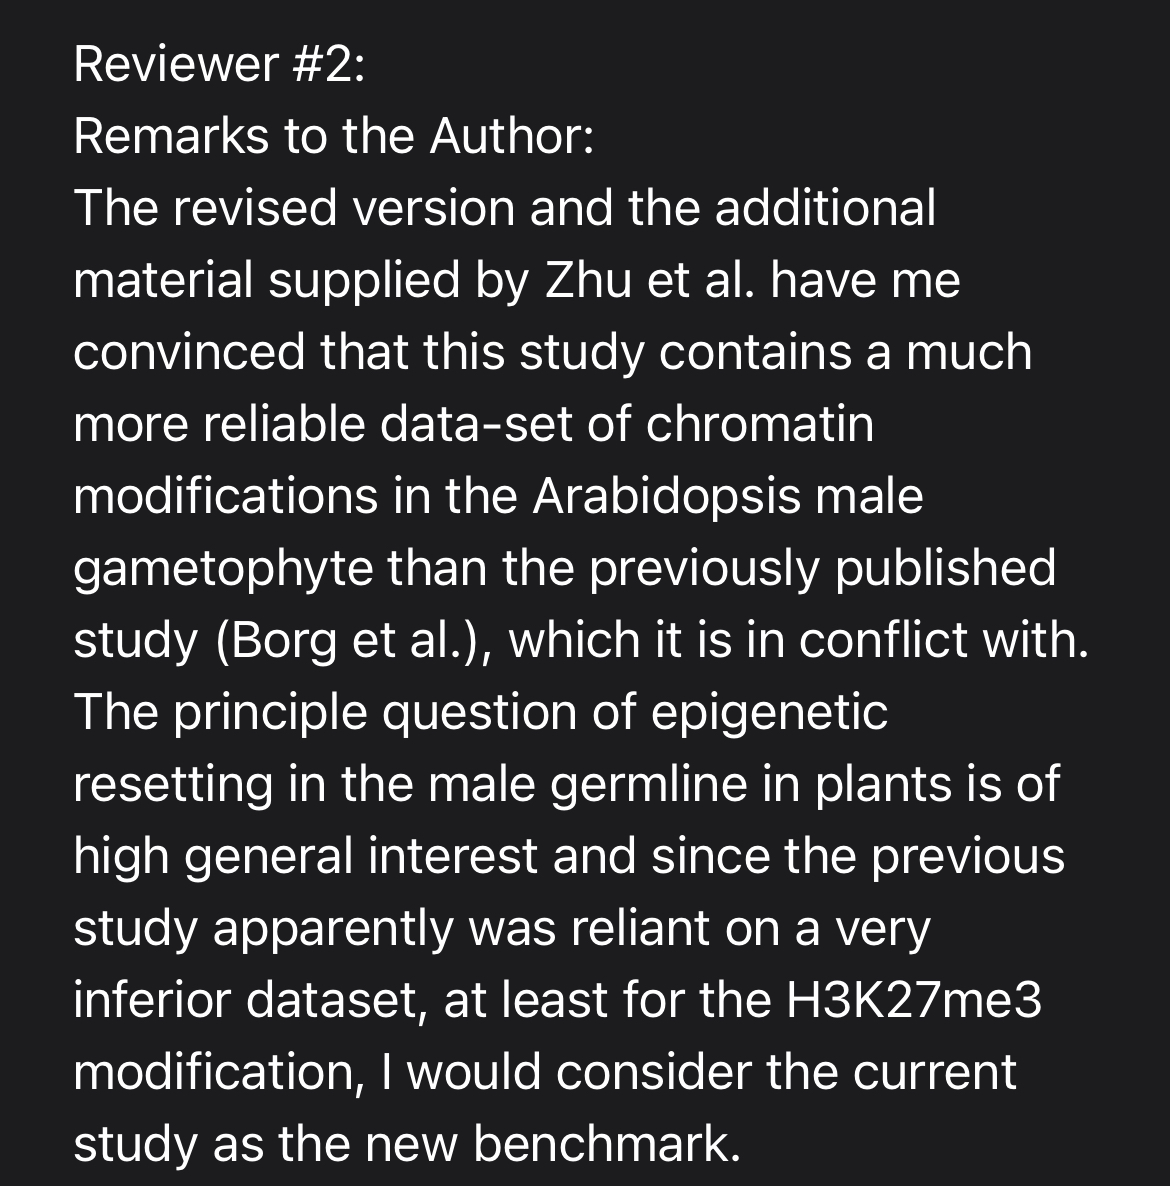 Reviewer #2:
Remarks to the Author:
The revised version and the additional
material supplied by Zhu et al. have me
convinced that this study contains a much
more reliable data-set of chromatin
modifications in the Arabidopsis male
gametophyte than the previously published
study (Borg et al.), which it is in conflict with.
The principle question of epigenetic
resetting in the male germline in plants is of
high general interest and since the previous
study apparently was reliant on a very
inferior dataset, at least for the H3K27me3
modification, I would consider the current
study as the new benchmark.